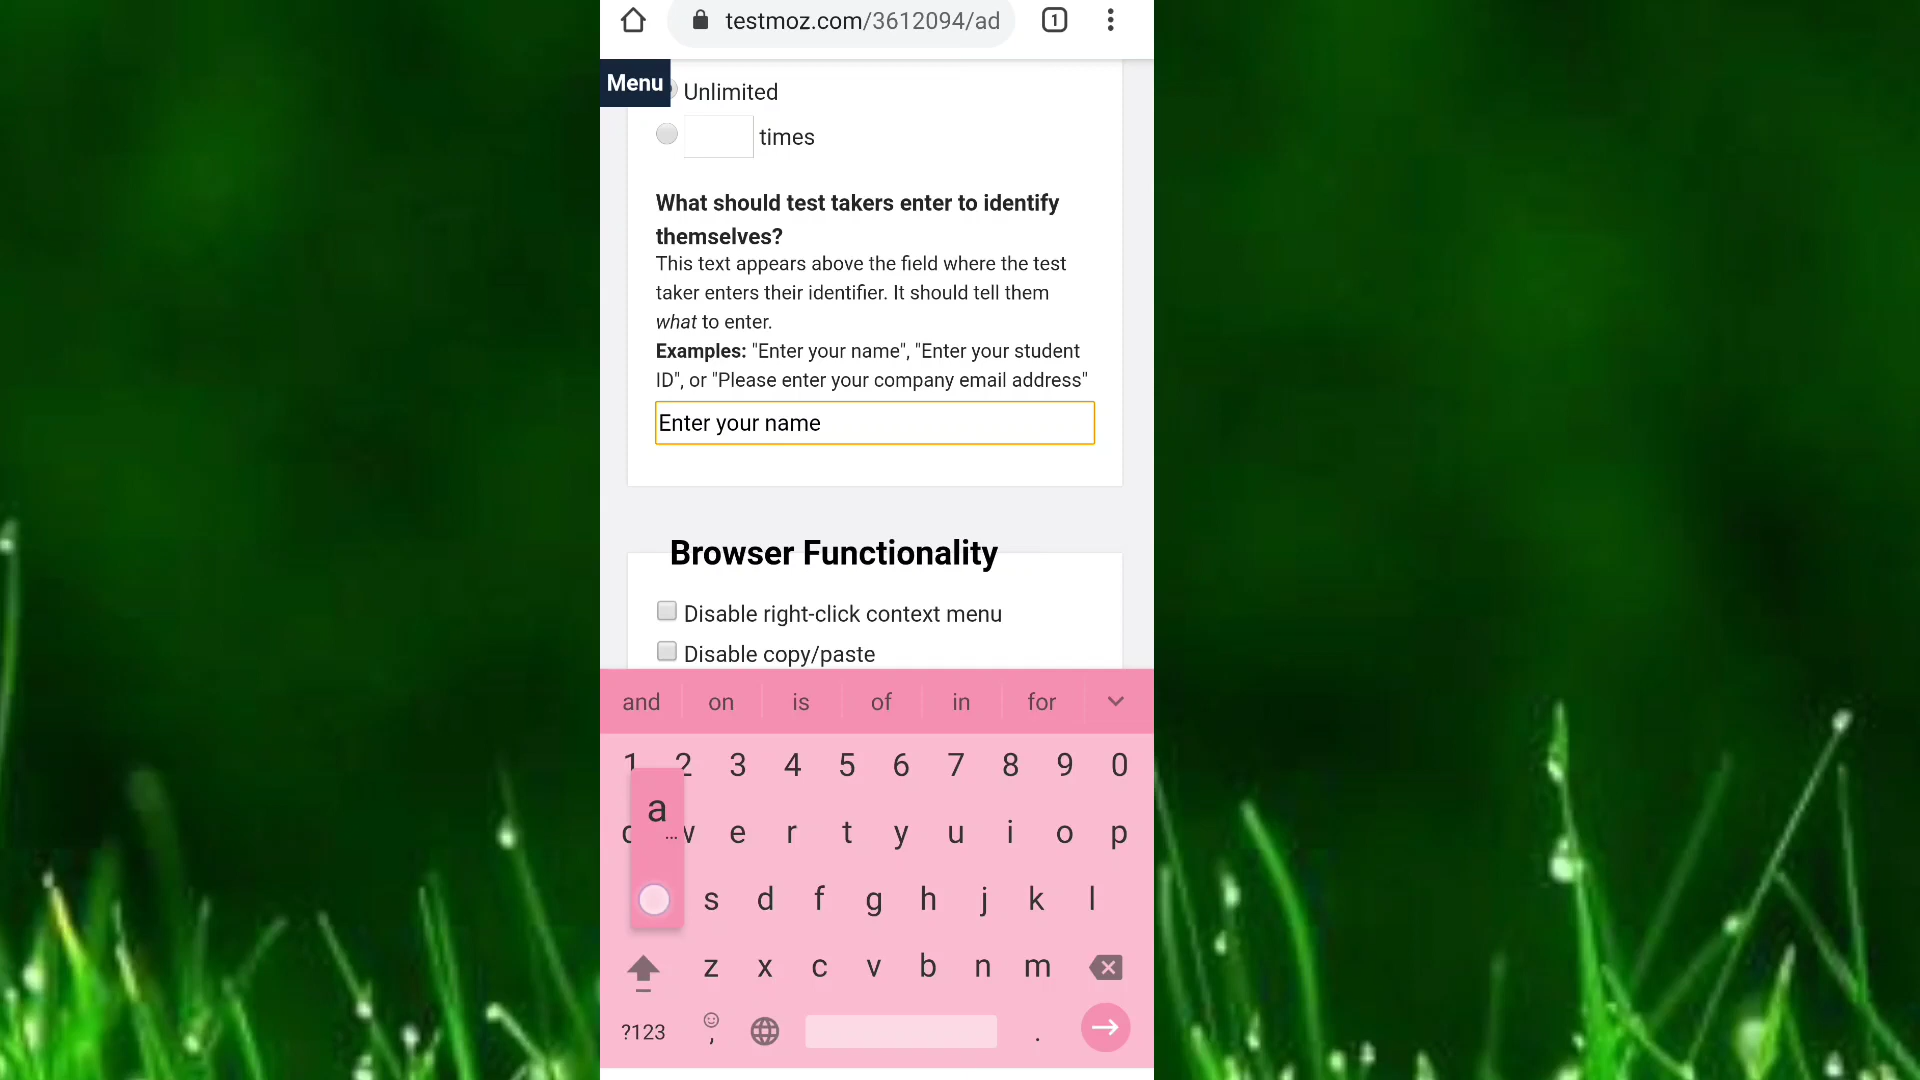 testmoz.com/3612094/ad
1
Menu
Unlimited
times
What should test takers enter to identify
themselves?
This text appears above the field where the test
taker enters their identifier. It should tell them
what to enter.
Examples: "Enter your name", "Enter your student
ID", or "Please enter your company email address"
Enter your name
Browser Functionality
Disable right-click context menu
Disable copy/paste
and on is of in for
1 2 3 4 5 6 7 8 9 0
a ...
w e r t y u i o p
s d f g h j k l
z x c v b n m
?123 , .